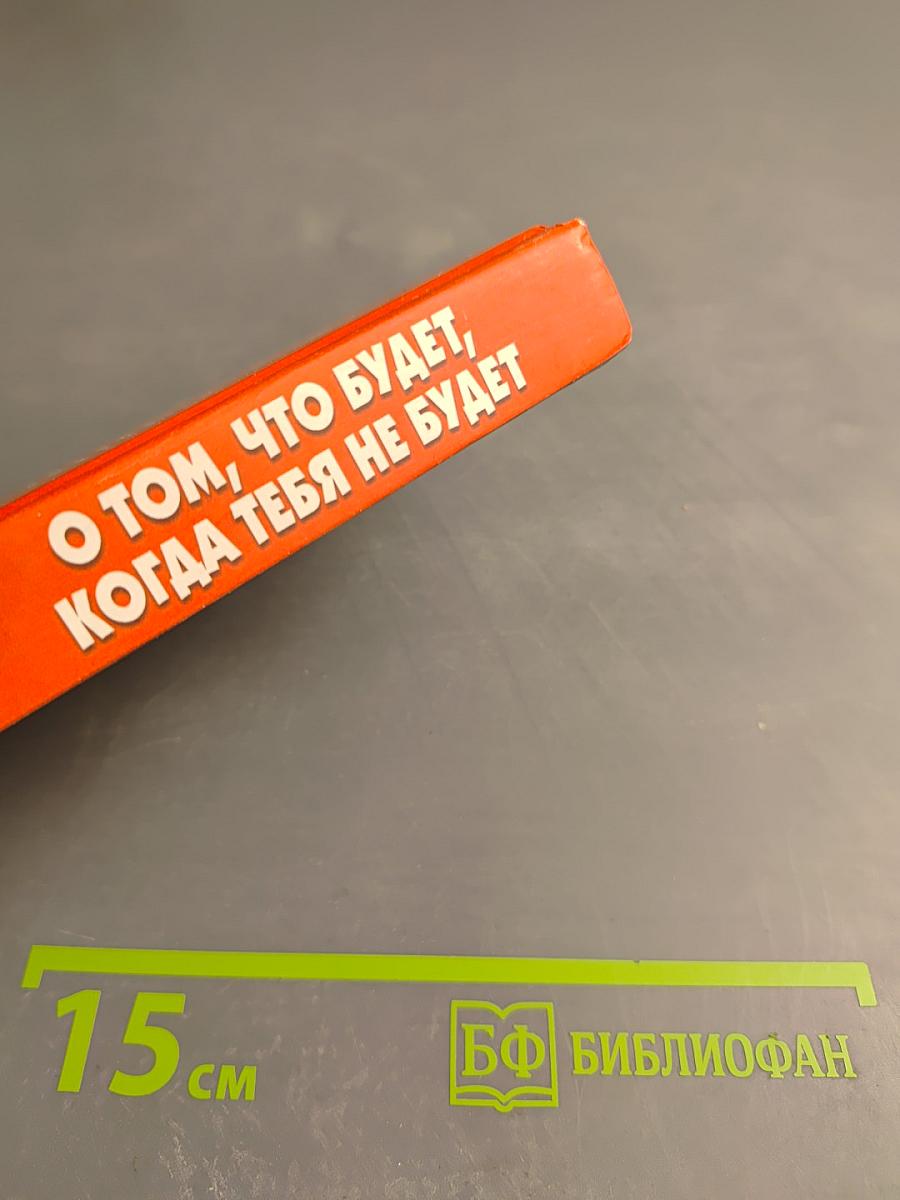 О ТОМ, ЧТО БУДЕТ,
КОГДА ТЕБЯ НЕ БУДЕТ
15 см
БФ БИБЛИОФАН